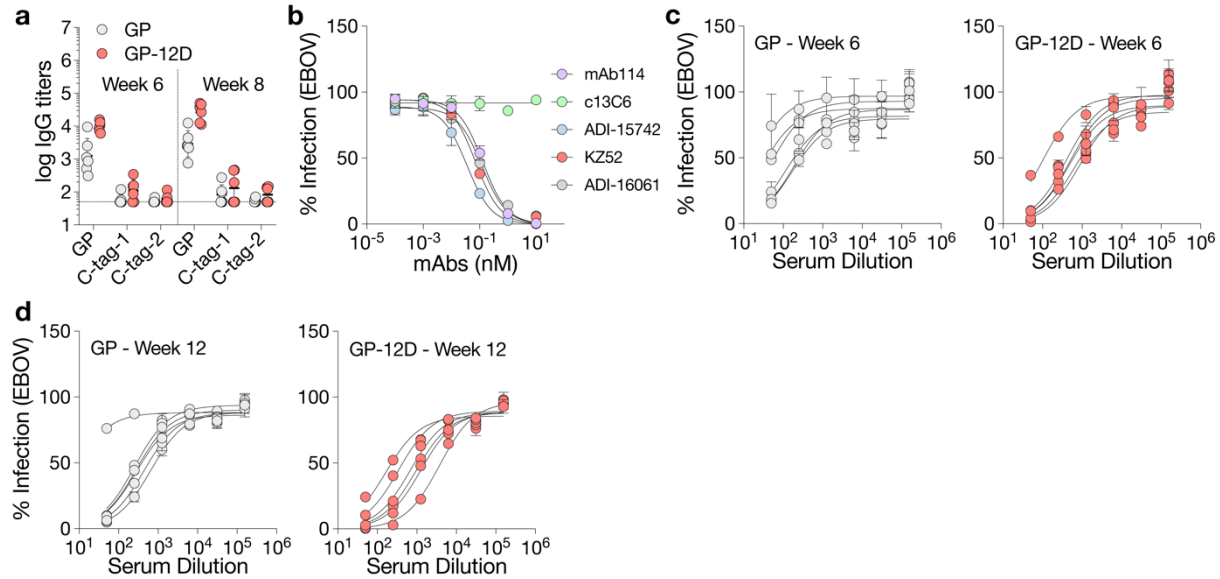 a
GP
GP-12D
Week 6
Week 8
log IgG titers
7
6
5
4
3
2
1
GP
C-tag-1
C-tag-2
GP
C-tag-1
C-tag-2
b
% Infection (EBOV)
150
100
50
0
10⁻⁵
10⁻³
10⁻¹
10¹
mAbs (nM)
mAb114
c13C6
ADI-15742
KZ52
ADI-16061
c
GP - Week 6
% Infection (EBOV)
150
100
50
0
10¹
10²
10³
10⁴
10⁵
10⁶
Serum Dilution
GP-12D - Week 6
150
100
50
0
10¹
10²
10³
10⁴
10⁵
10⁶
Serum Dilution
d
GP - Week 12
% Infection (EBOV)
150
100
50
0
10¹
10²
10³
10⁴
10⁵
10⁶
Serum Dilution
GP-12D - Week 12
150
100
50
0
10¹
10²
10³
10⁴
10⁵
10⁶
Serum Dilution